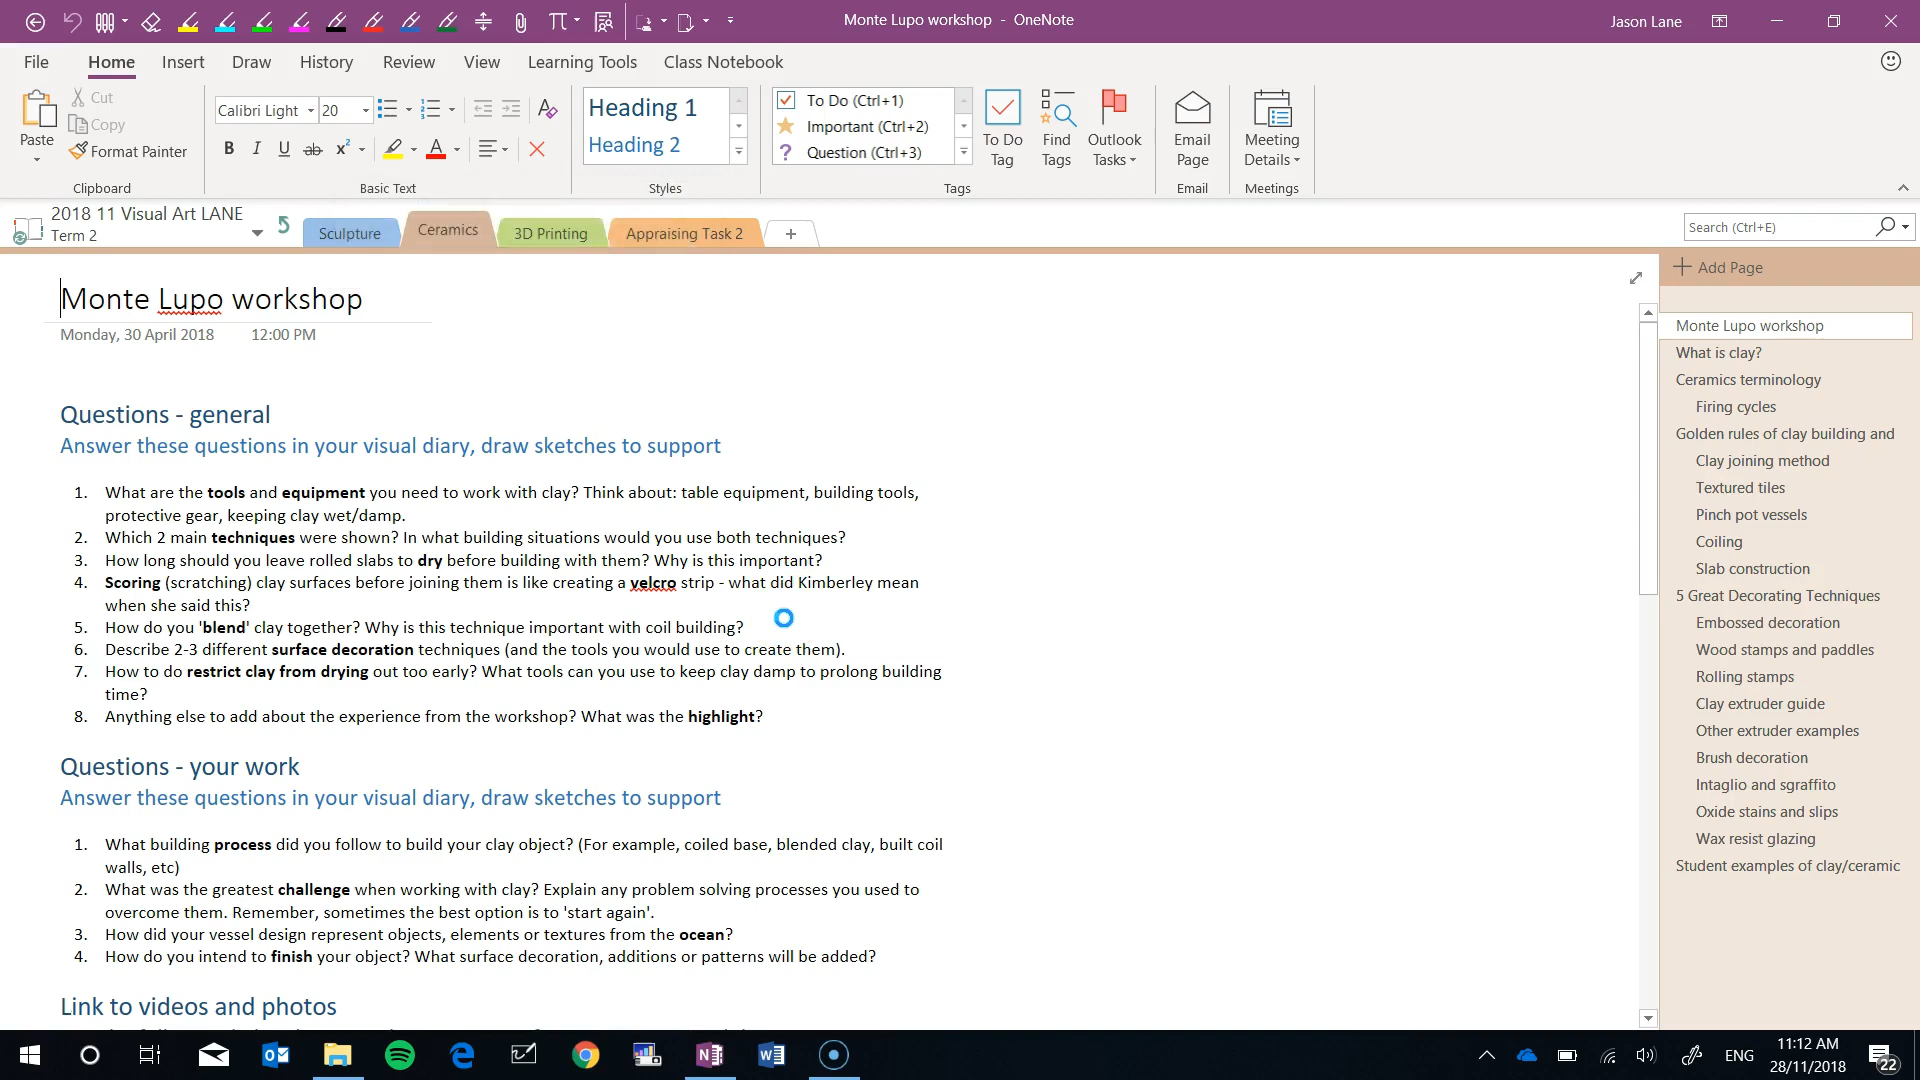 Monte Lupo workshop - OneNote
Jason Lane
File Home Insert Draw History Review View Learning Tools Class Notebook
Paste
Cut
Copy
Format Painter
Clipboard
Calibri Light 20
B I U ab x²
A
Basic Text
Heading 1
Heading 2
Styles
To Do (Ctrl+1)
Important (Ctrl+2)
Question (Ctrl+3)
To Do Tag
Find Tags
Outlook Tasks
Tags
Email Page
Email
Meeting Details
Meetings
2018 11 Visual Art LANE
Term 2
Sculpture
Ceramics
3D Printing
Appraising Task 2
+
Search (Ctrl+E)
Monte Lupo workshop
Monday, 30 April 2018 12:00 PM
Questions - general
Answer these questions in your visual diary, draw sketches to support
1. What are the tools and equipment you need to work with clay? Think about: table equipment, building tools,
protective gear, keeping clay wet/damp.
2. Which 2 main techniques were shown? In what building situations would you use both techniques?
3. How long should you leave rolled slabs to dry before building with them? Why is this important?
4. Scoring (scratching) clay surfaces before joining them is like creating a velcro strip - what did Kimberley mean
when she said this?
5. How do you 'blend' clay together? Why is this technique important with coil building?
6. Describe 2-3 different surface decoration techniques (and the tools you would use to create them).
7. How to do restrict clay from drying out too early? What tools can you use to keep clay damp to prolong building
time?
8. Anything else to add about the experience from the workshop? What was the highlight?
Questions - your work
Answer these questions in your visual diary, draw sketches to support
1. What building process did you follow to build your clay object? (For example, coiled base, blended clay, built coil
walls, etc)
2. What was the greatest challenge when working with clay? Explain any problem solving processes you used to
overcome them. Remember, sometimes the best option is to 'start again'.
3. How did your vessel design represent objects, elements or textures from the ocean?
4. How do you intend to finish your object? What surface decoration, additions or patterns will be added?
Link to videos and photos
Add Page
Monte Lupo workshop
What is clay?
Ceramics terminology
Firing cycles
Golden rules of clay building and
Clay joining method
Textured tiles
Pinch pot vessels
Coiling
Slab construction
5 Great Decorating Techniques
Embossed decoration
Wood stamps and paddles
Rolling stamps
Clay extruder guide
Other extruder examples
Brush decoration
Intaglio and sgraffito
Oxide stains and slips
Wax resist glazing
Student examples of clay/ceramic
ENG
11:12 AM
28/11/2018
22